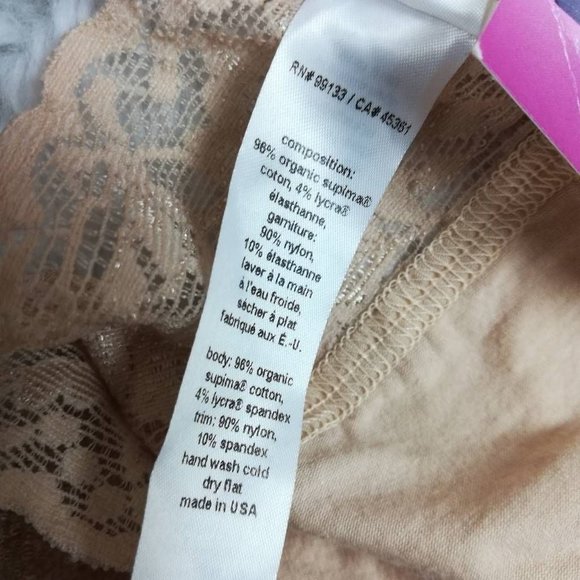 RN# 99133 / CA# 45361
composition:
96% organic supima®
coton, 4% lycra®
élasthanne,
garniture:
90% nylon,
10% élasthanne
laver à la main
à l'eau froide,
sécher á plat
fabriqué aux É.-U.
body: 96% organic
supima® cotton,
4% lycra® spandex
trim: 90% nylon,
10% spandex
hand wash cold
dry flat
made in USA